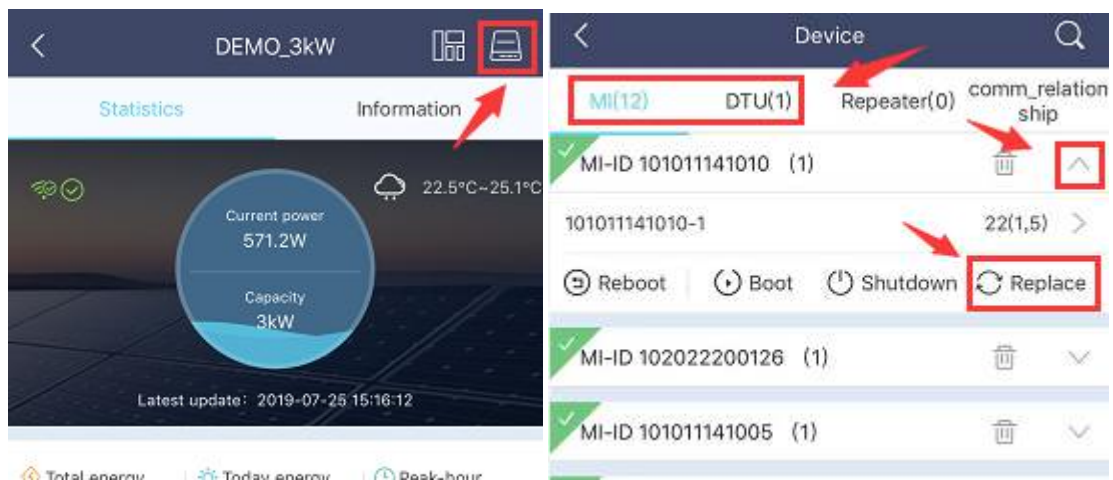 DEMO_3kW
Statistics
Information
22.5°C~25.1°C
Current power
571.2W
Capacity
3kW
Latest update: 2019-07-25 15:16:12
Total energy
Today energy
Peak-hour
Device
MI(12)
DTU(1)
Repeater(0)
comm_relation
ship
MI-ID 101011141010 (1)
101011141010-1
22(1,5)
Reboot
Boot
Shutdown
Replace
MI-ID 102022200126 (1)
MI-ID 101011141005 (1)